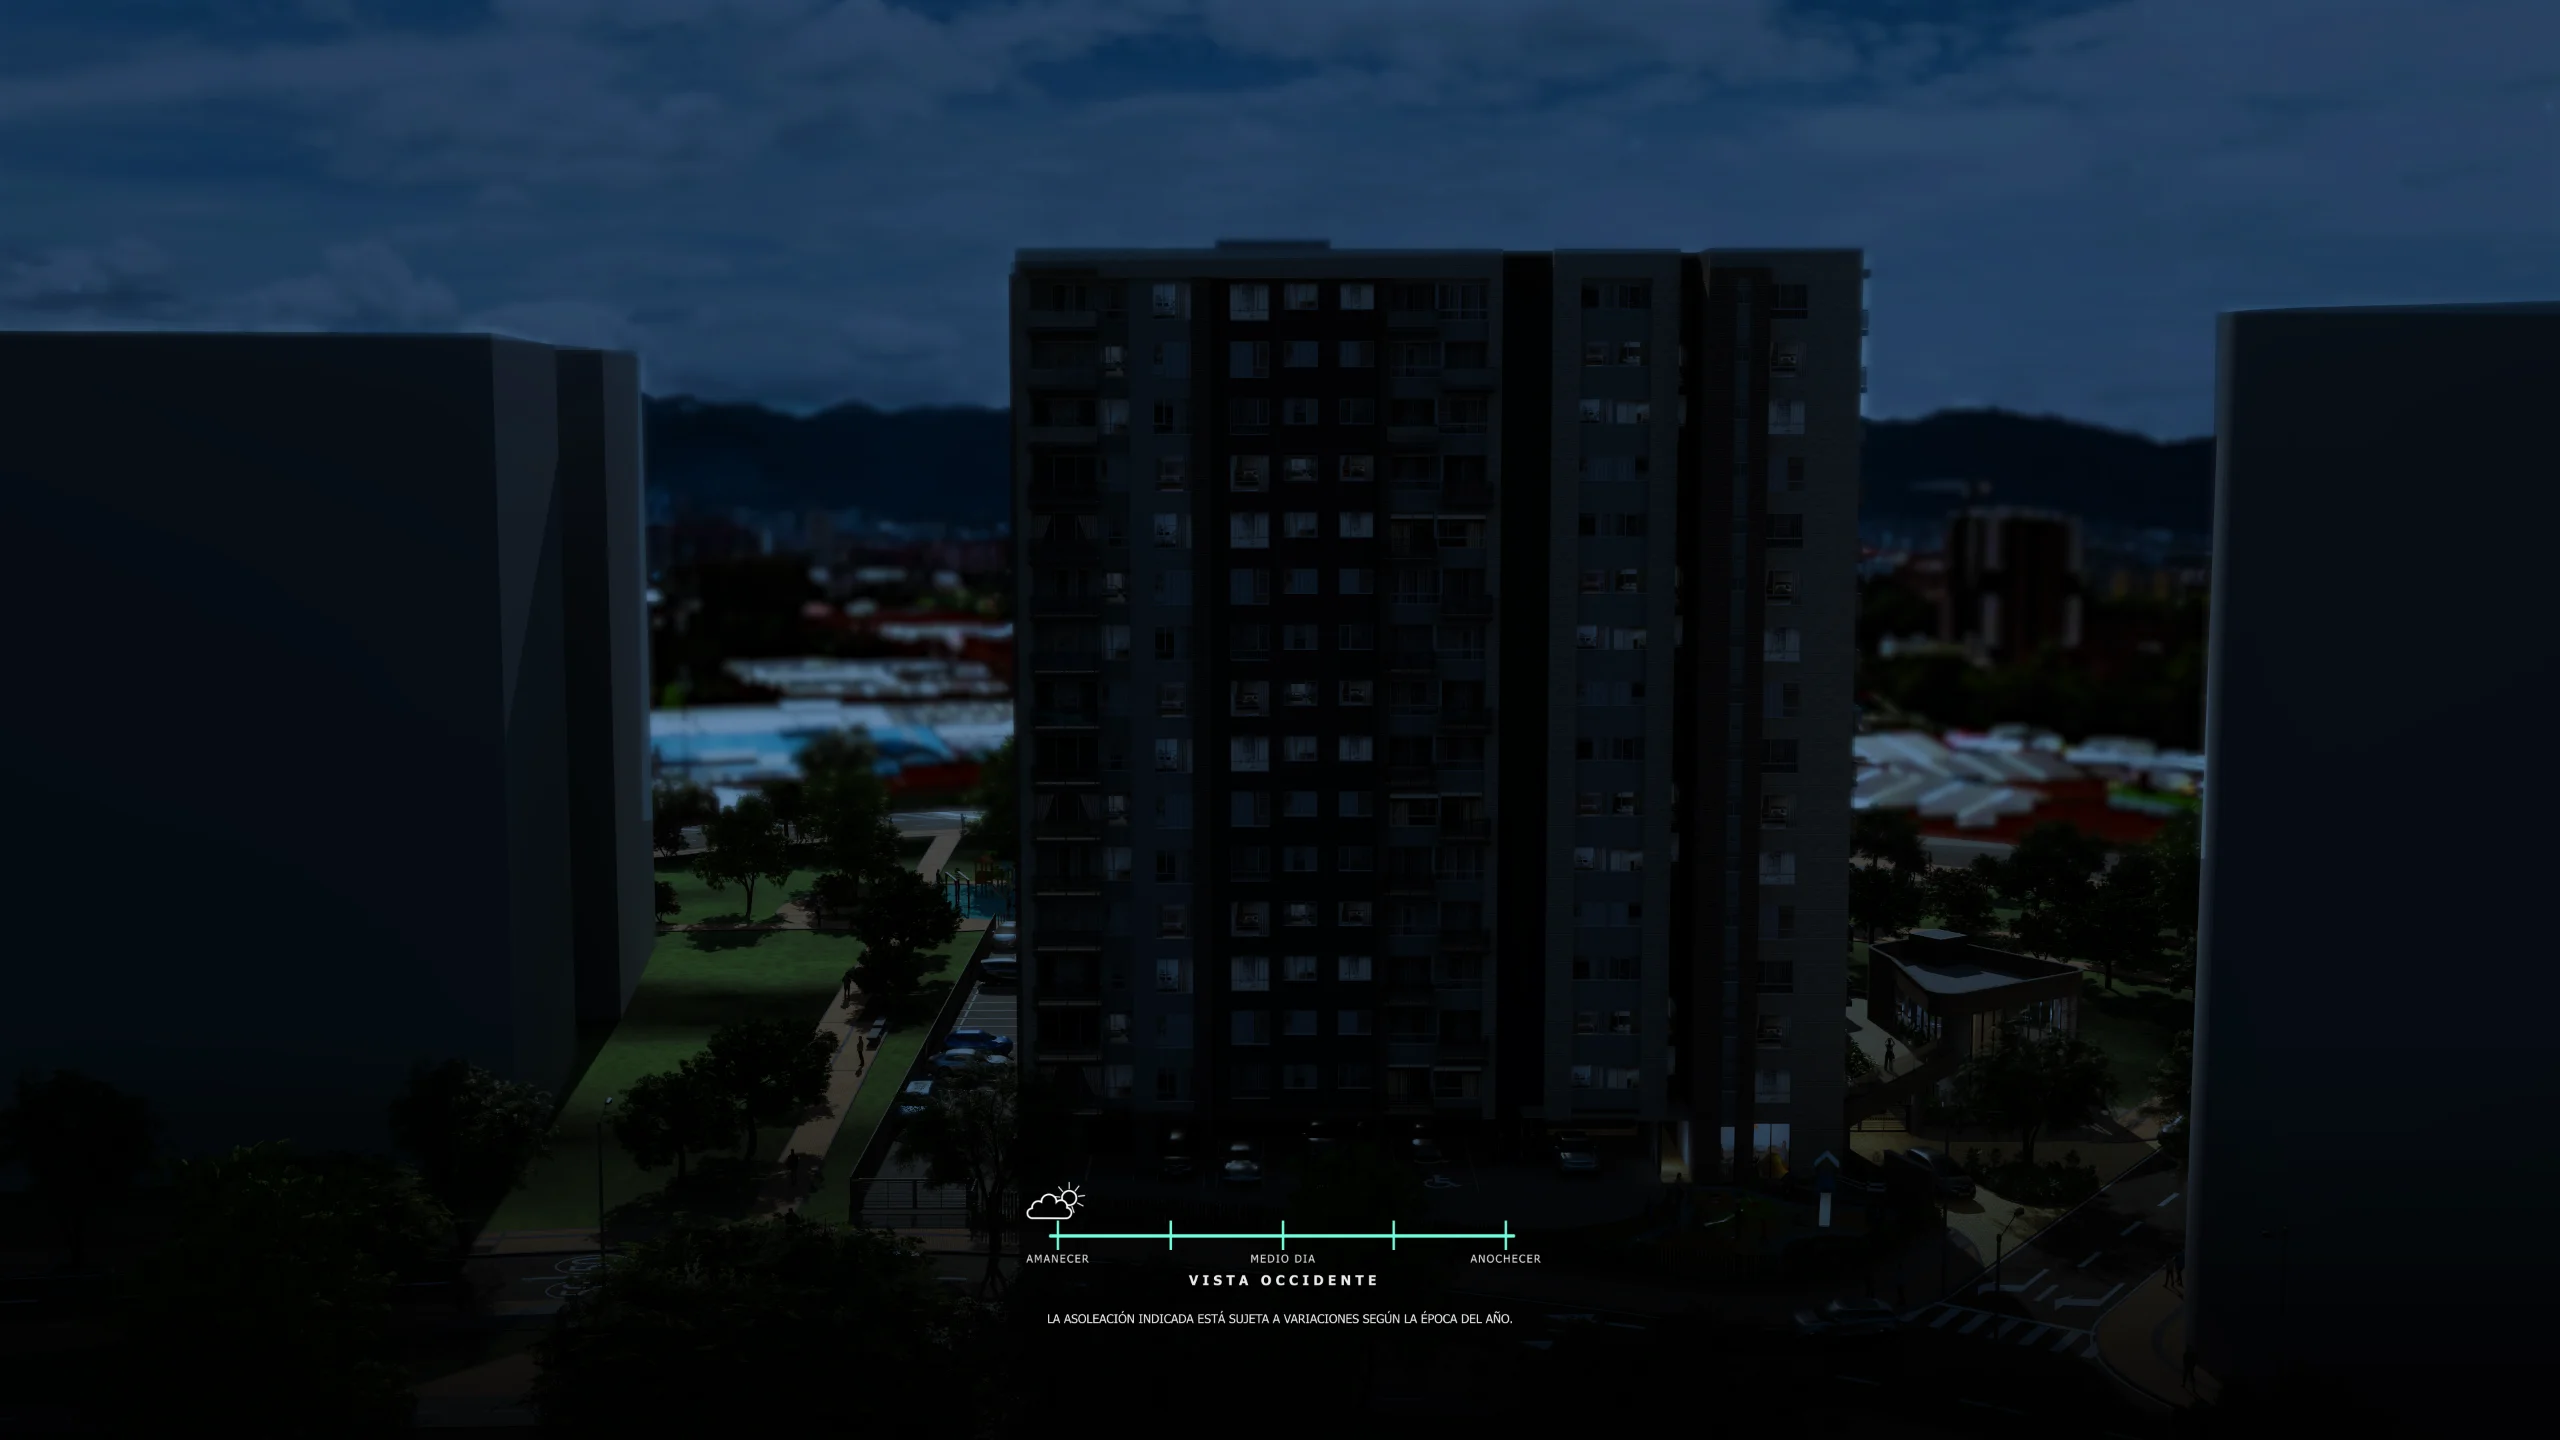 AMANECER MEDIO DIA ANOCHECER
VISTA OCCIDENTE
LA ASOLEACIÓN INDICADA ESTÁ SUJETA A VARIACIONES SEGÚN LA ÉPOCA DEL AÑO.